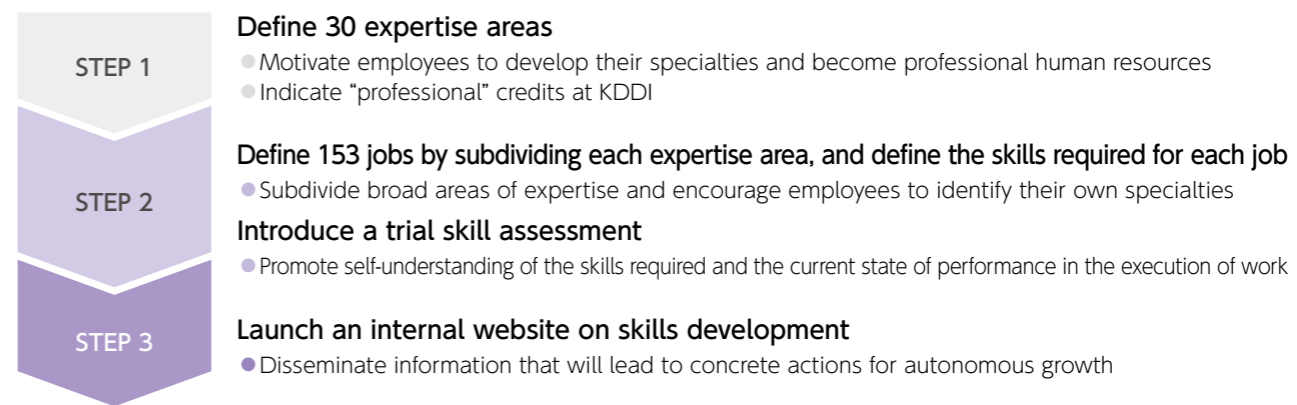 STEP 1
Define 30 expertise areas
●Motivate employees to develop their specialties and become professional human resources
●Indicate “professional” credits at KDDI
STEP 2
Define 153 jobs by subdividing each expertise area, and define the skills required for each job
●Subdivide broad areas of expertise and encourage employees to identify their own specialties
Introduce a trial skill assessment
●Promote self-understanding of the skills required and the current state of performance in the execution of work
STEP 3
Launch an internal website on skills development
●Disseminate information that will lead to concrete actions for autonomous growth